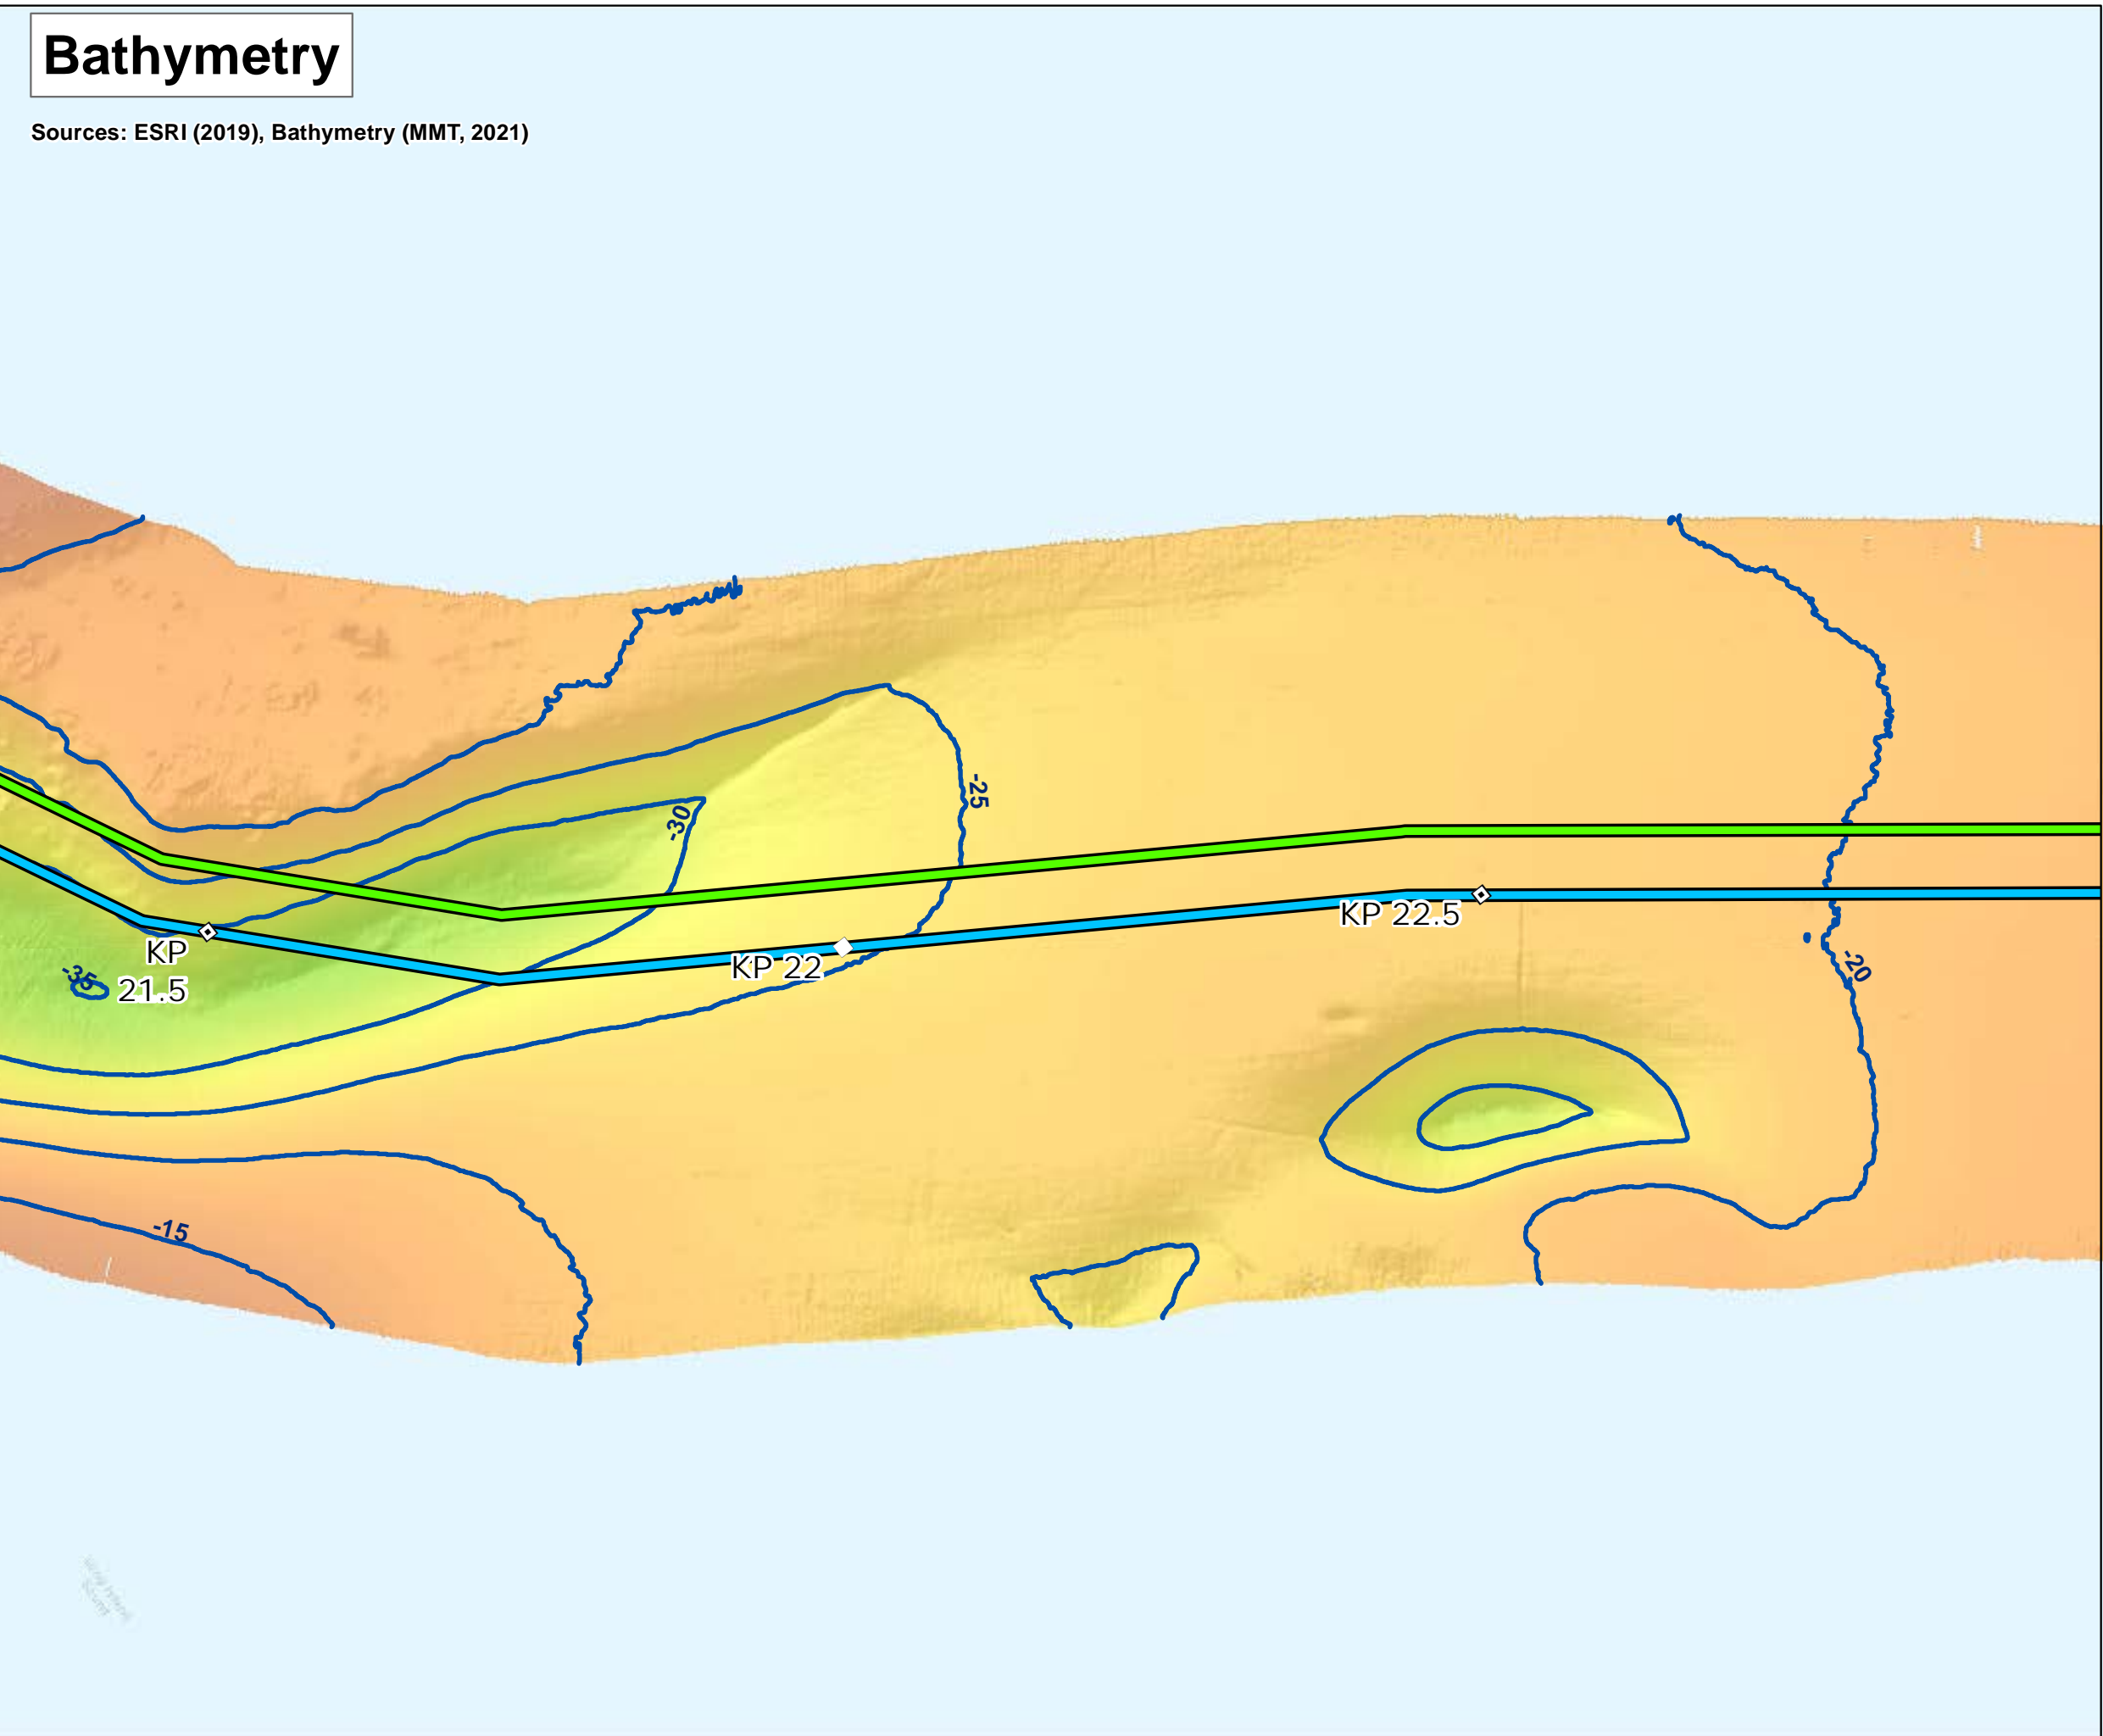 Bathymetry
Sources: ESRI (2019), Bathymetry (MMT, 2021)
-25
-30
KP 22.5
KP
21.5
KP 22
-35
-20
-15